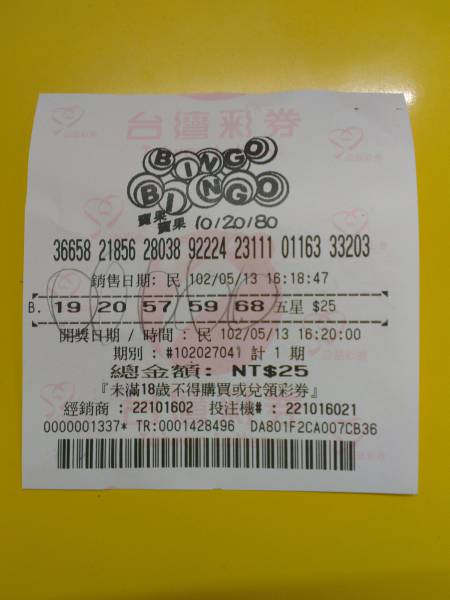 台灣彩券
BINGO
BINGO
賓果
賓果 10/20/80
36658 21856 28038 92224 23111 01163 33203
銷售日期: 民 102/05/13 16:18:47
B. 19 20 57 59 68 五星 $25
開獎日期 / 時間 : 民 102/05/13 16:20:00
期別 : #102027041 計 1 期
總金額: NT$25
『未滿18歲不得購買或兌領彩券』
經銷商 : 22101602 投注機# : 221016021
0000001337* TR:0001428496 DA801F2CA007CB36